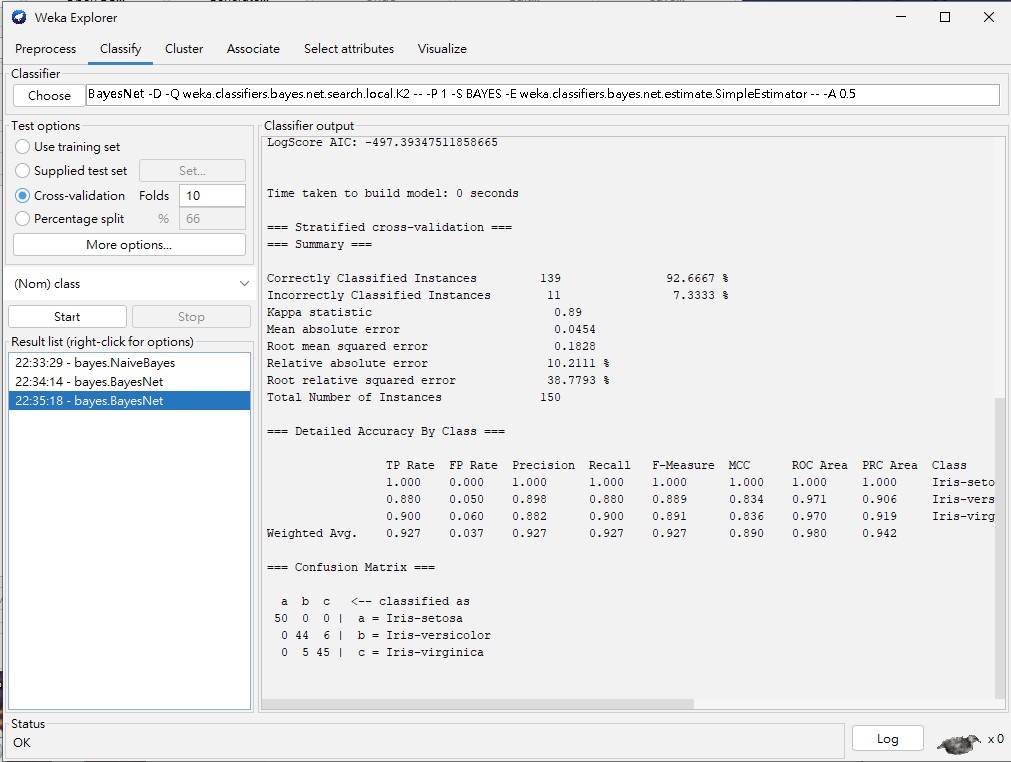 Weka Explorer
Preprocess Classify Cluster Associate Select attributes Visualize
Classifier
Choose BayesNet -D -Q weka.classifiers.bayes.net.search.local.K2 -- -P 1 -S BAYES -E weka.classifiers.bayes.net.estimate.SimpleEstimator -- -A 0.5
Test options
Use training set
Supplied test set Set...
Cross-validation Folds 10
Percentage split % 66
More options...
(Nom) class
Start Stop
Result list (right-click for options)
22:33:29 - bayes.NaiveBayes
22:34:14 - bayes.BayesNet
22:35:18 - bayes.BayesNet
Classifier output
LogScore AIC: -497.39347511858665
Time taken to build model: 0 seconds
=== Stratified cross-validation ===
=== Summary ===
Correctly Classified Instances 139 92.6667 %
Incorrectly Classified Instances 11 7.3333 %
Kappa statistic 0.89
Mean absolute error 0.0454
Root mean squared error 0.1828
Relative absolute error 10.2111 %
Root relative squared error 38.7793 %
Total Number of Instances 150
=== Detailed Accuracy By Class ===
TP Rate FP Rate Precision Recall F-Measure MCC ROC Area PRC Area Class
1.000 0.000 1.000 1.000 1.000 1.000 1.000 1.000 Iris-seto
0.880 0.050 0.898 0.880 0.889 0.834 0.971 0.906 Iris-vers
0.900 0.060 0.882 0.900 0.891 0.836 0.970 0.919 Iris-virg
Weighted Avg. 0.927 0.037 0.927 0.927 0.927 0.890 0.980 0.942
=== Confusion Matrix ===
a b c <-- classified as
50 0 0 | a = Iris-setosa
0 44 6 | b = Iris-versicolor
0 5 45 | c = Iris-virginica
Status
OK
Log x 0